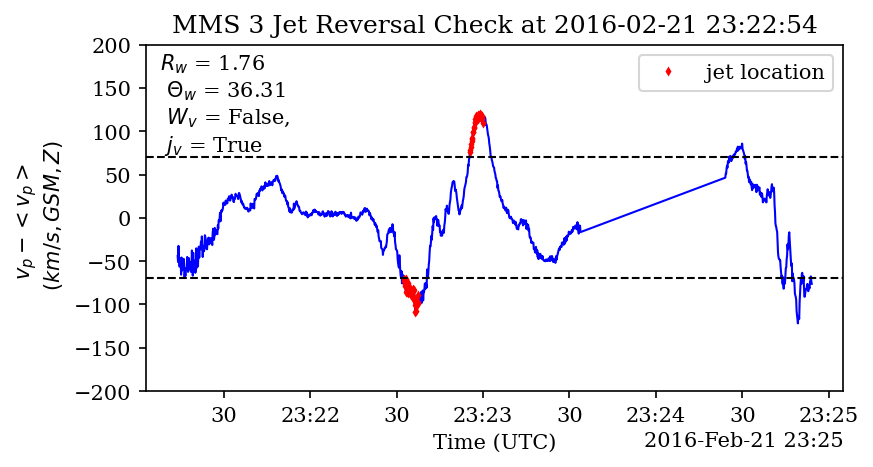 MMS 3 Jet Reversal Check at 2016-02-21 23:22:54
R_w = 1.76
Θ_w = 36.31
W_v = False,
j_v = True
jet location
200
150
100
50
0
−50
−100
−150
−200
v_p − < v_p >
(km/s, GSM, Z)
30 23:22 30 23:23 30 23:24 30 23:25
Time (UTC) 2016-Feb-21 23:25